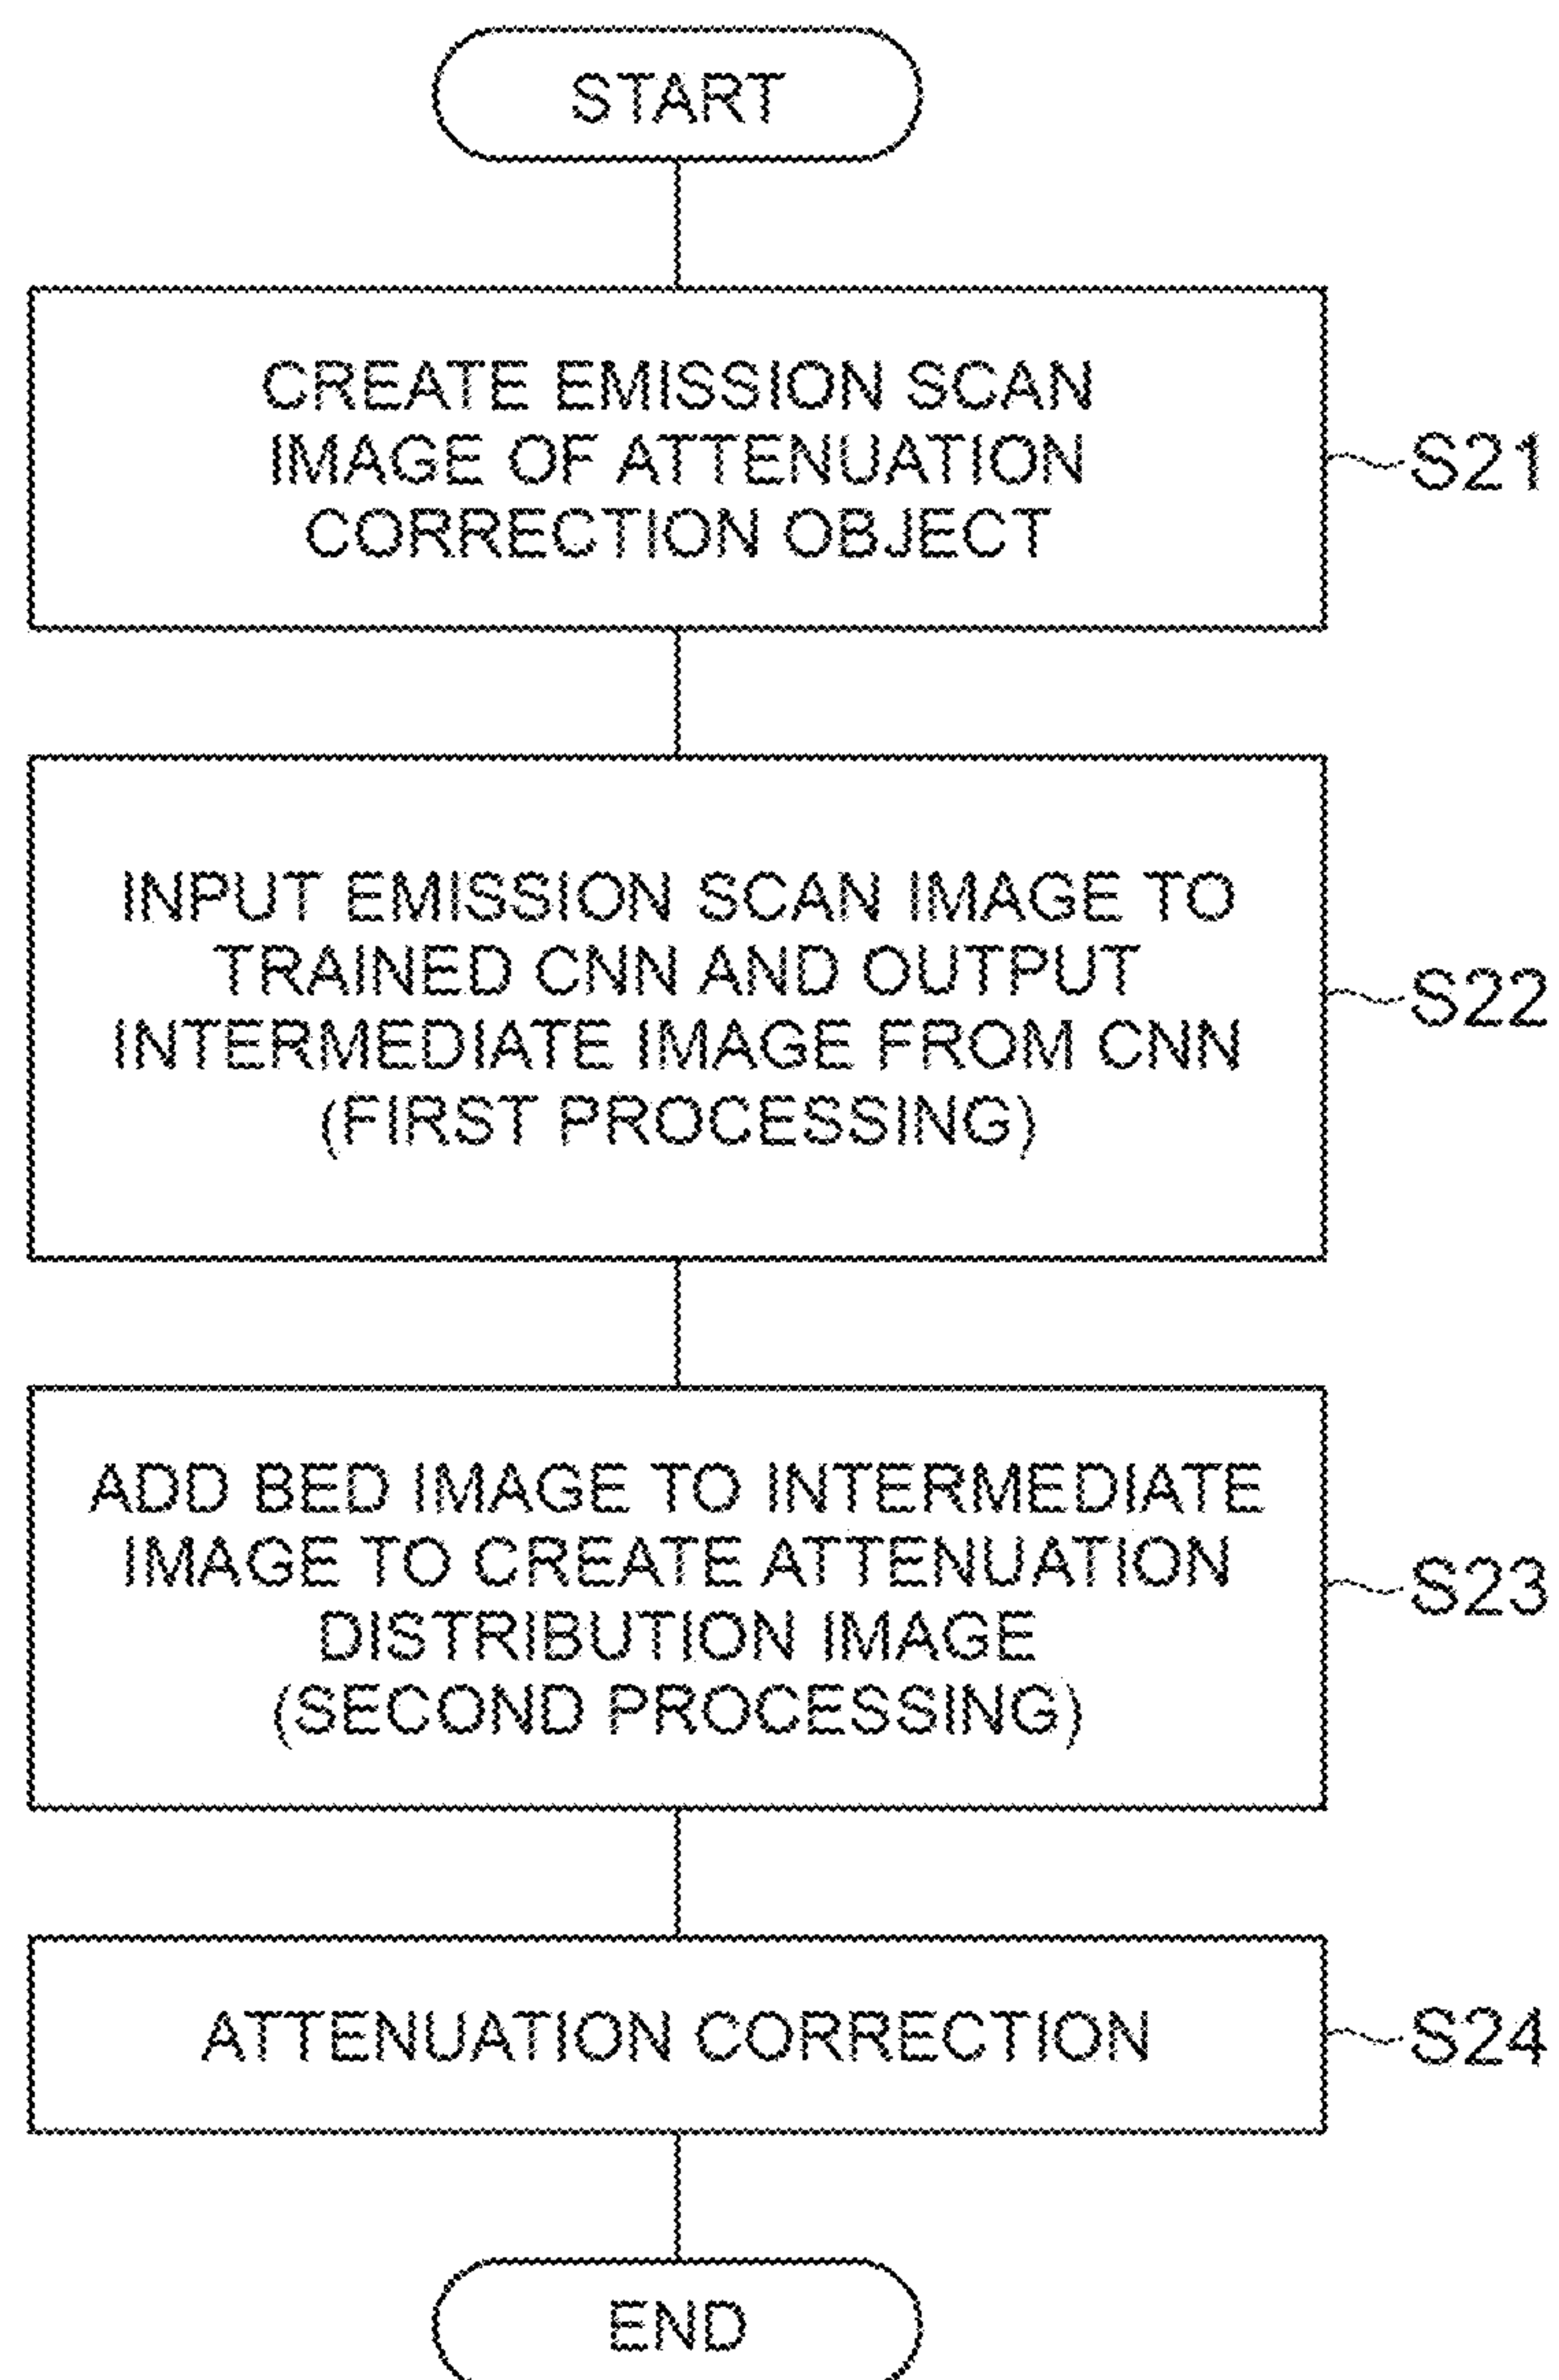 START
CREATE EMISSION SCAN
IMAGE OF ATTENUATION
CORRECTION OBJECT
S21
INPUT EMISSION SCAN IMAGE TO
TRAINED CNN AND OUTPUT
INTERMEDIATE IMAGE FROM CNN
(FIRST PROCESSING)
S22
ADD BED IMAGE TO INTERMEDIATE
IMAGE TO CREATE ATTENUATION
DISTRIBUTION IMAGE
(SECOND PROCESSING)
S23
ATTENUATION CORRECTION
S24
END